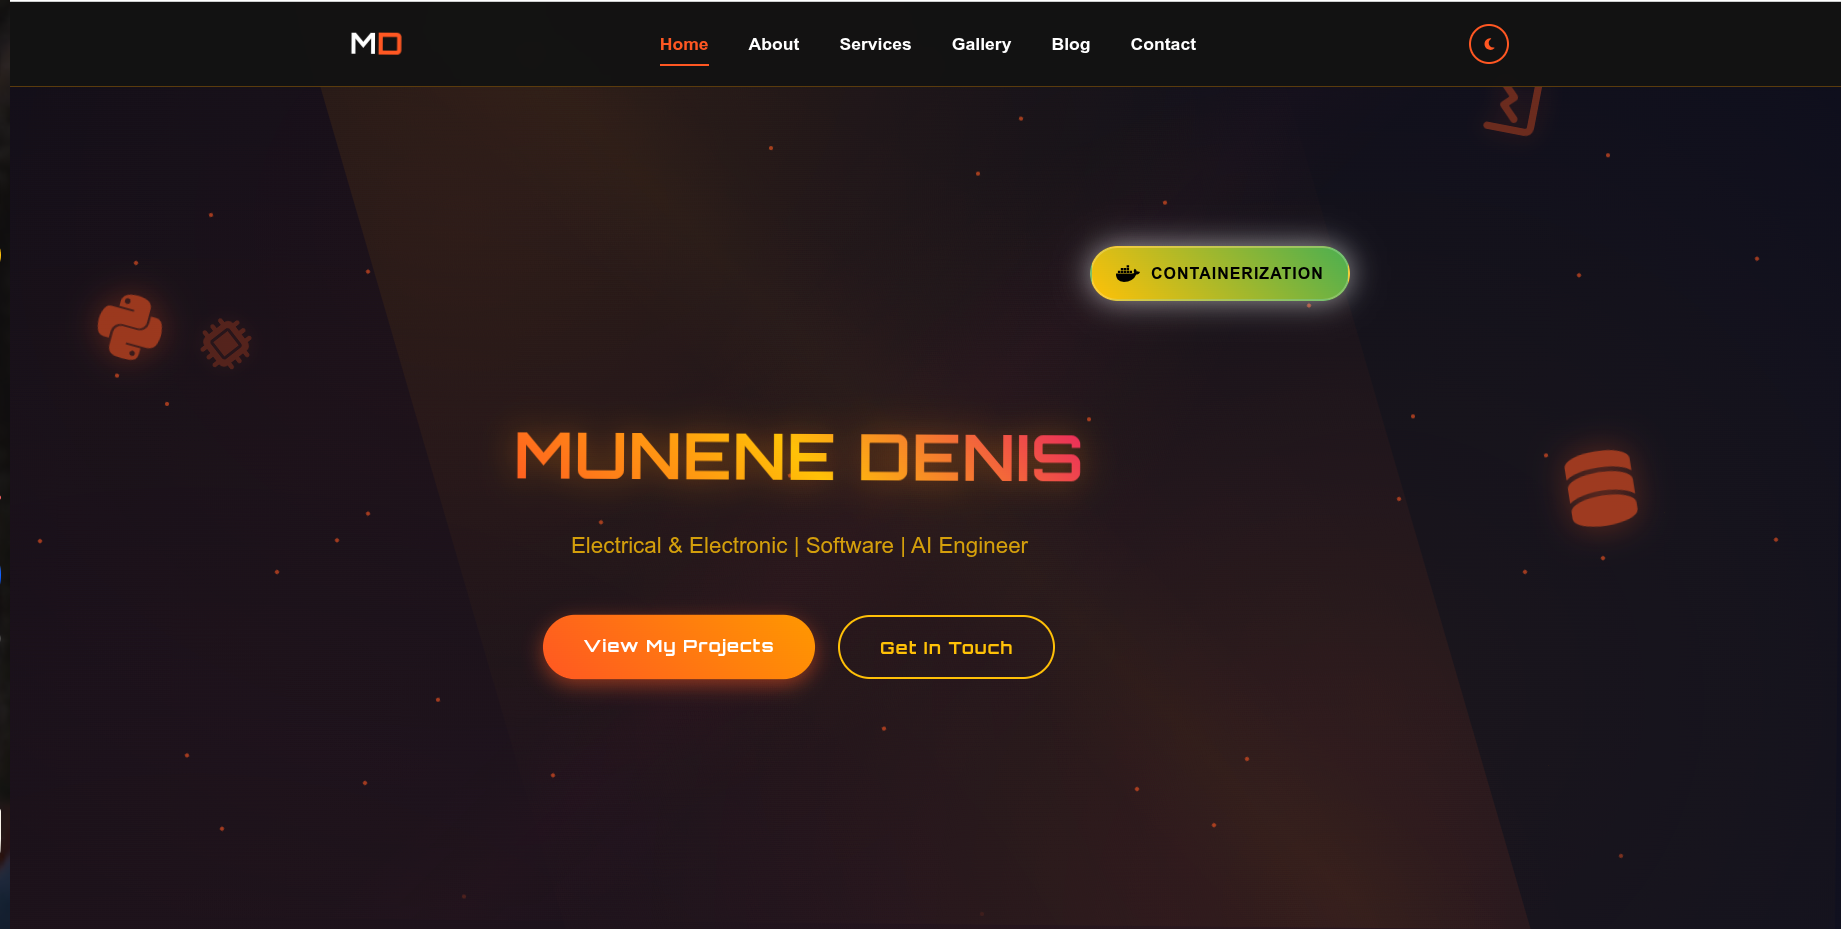 MD
Home About Services Gallery Blog Contact
CONTAINERIZATION
MUNENE DENIS
Electrical & Electronic | Software | AI Engineer
View My Projects
Get In Touch